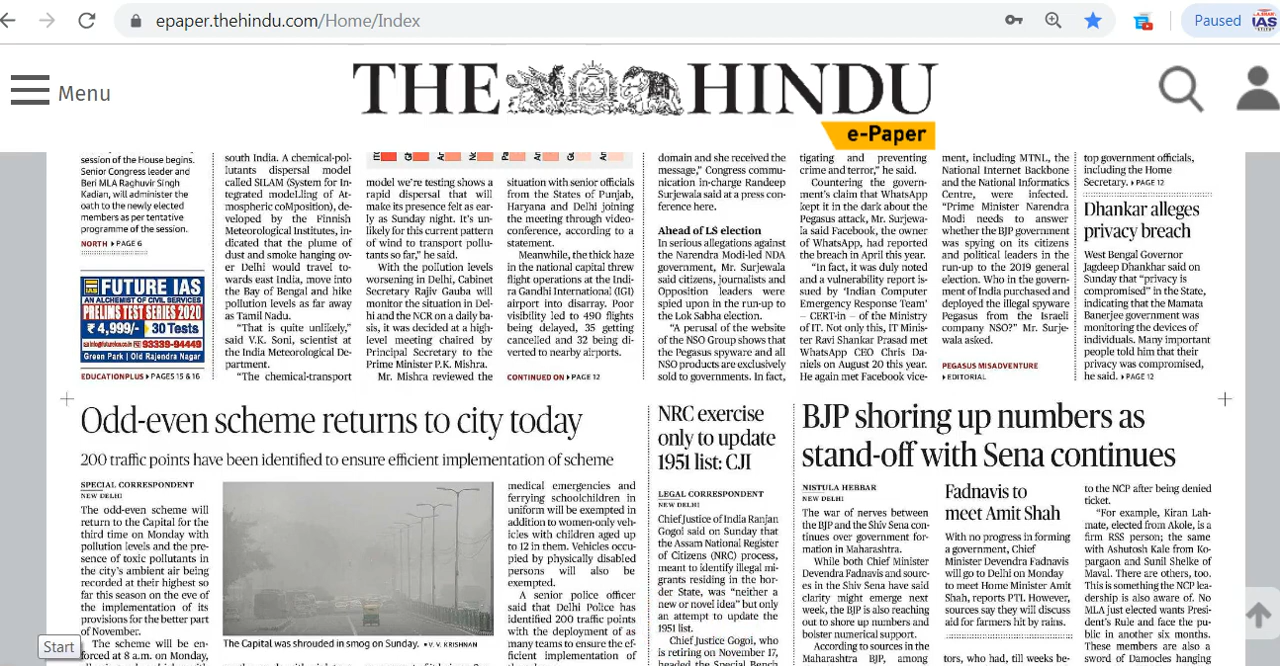 epaper.thehindu.com/Home/Index
Paused
IAS
Menu
THE HINDU
e-Paper
session of the House begins.
Senior Congress leader and
Beri MLA Raghuvir Singh
Kadian, will administer the
oath to the newly elected
members as per tentative
programme of the session.
NORTH ▶ PAGE 6
IAS FUTURE IAS
AN ALCHEMIST OF CIVIL SERVICES
PRELIMS TEST SERIES 2020
₹ 4,999/- 30 Tests
info@futureias.co.in 93339-94449
Green Park | Old Rajendra Nagar
EDUCATIONPLUS ▶ PAGES 15 & 16
south India. A chemical-pol-
lutants dispersal model
called SILAM (System for In-
tegrated modeLling of At-
mospheric coMposition), de-
veloped by the Finnish
Meteorological Institutes, in-
dicated that the plume of
dust and smoke hanging ov-
er Delhi would travel to-
wards east India, move into
the Bay of Bengal and hike
pollution levels as far away
as Tamil Nadu.
“That is quite unlikely,”
said V.K. Soni, scientist at
the India Meteorological De-
partment.
“The chemical-transport
model we're testing shows a
rapid dispersal that will
make its presence felt as ear-
ly as Sunday night. It's un-
likely for this current pattern
of wind to transport pollu-
tants so far,” he said.
With the pollution levels
worsening in Delhi, Cabinet
Secretary Rajiv Gauba will
monitor the situation in Del-
hi and the NCR on a daily ba-
sis, it was decided at a high-
level meeting chaired by
Principal Secretary to the
Prime Minister P.K. Mishra.
Mr. Mishra reviewed the
situation with senior officials
from the States of Punjab,
Haryana and Delhi joining
the meeting through video-
conference, according to a
statement.
Meanwhile, the thick haze
in the national capital threw
flight operations at the Indi-
ra Gandhi International (IGI)
airport into disarray. Poor
visibility led to 490 flights
being delayed, 35 getting
cancelled and 32 being di-
verted to nearby airports.
CONTINUED ON ▶ PAGE 12
domain and she received the
message,” Congress commu-
nication in-charge Randeep
Surjewala said at a press con-
ference here.
Ahead of LS election
In serious allegations against
the Narendra Modi-led NDA
government, Mr. Surjewala
said citizens, journalists and
Opposition leaders were
spied upon in the run-up to
the Lok Sabha election.
“A perusal of the website
of the NSO Group shows that
the Pegasus spyware and all
NSO products are exclusively
sold to governments. In fact,
tigating and preventing
crime and terror,” he said.
Countering the govern-
ment's claim that WhatsApp
kept it in the dark about the
Pegasus attack, Mr. Surjewa-
la said Facebook, the owner
of WhatsApp, had reported
the breach in April this year.
“In fact, it was duly noted
and a vulnerability report is-
sued by ‘Indian Computer
Emergency Response Team’
– CERT-in – of the Ministry
of IT. Not only this, IT Minis-
ter Ravi Shankar Prasad met
WhatsApp CEO Chris Da-
niels on August 20 this year.
He again met Facebook vice-
ment, including MTNL, the
National Internet Backbone
and the National Informatics
Centre, were infected.
“Prime Minister Narendra
Modi needs to answer
whether the BJP government
was spying on its citizens
and political leaders in the
run-up to the 2019 general
election. Who in the govern-
ment of India purchased and
deployed the illegal spyware
Pegasus from the Israeli
company NSO?” Mr. Surje-
wala asked.
PEGASUS MISADVENTURE
▶ EDITORIAL
top government officials,
including the Home
Secretary. ▶ PAGE 12
Dhankar alleges
privacy breach
West Bengal Governor
Jagdeep Dhankhar said on
Sunday that “privacy is
compromised” in the State,
indicating that the Mamata
Banerjee government was
monitoring the devices of
individuals. Many important
people told him that their
privacy was compromised,
he said. ▶ PAGE 12
Odd-even scheme returns to city today
200 traffic points have been identified to ensure efficient implementation of scheme
SPECIAL CORRESPONDENT
NEW DELHI
The odd-even scheme will
return to the Capital for the
third time on Monday with
pollution levels and the pre-
sence of toxic pollutants in
the city's ambient air being
recorded at their highest so
far this season on the eve of
the implementation of its
provisions for the better part
of November.
The scheme will be en-
forced at 8 a.m. on Monday,
The Capital was shrouded in smog on Sunday. ▪ V. V. KRISHNAN
medical emergencies and
ferrying schoolchildren in
uniform will be exempted in
addition to women-only veh-
icles with children aged up
to 12 in them. Vehicles occu-
pied by physically disabled
persons will also be
exempted.
A senior police officer
said that Delhi Police has
identified 200 traffic points
with the deployment of as
many teams to ensure the ef-
ficient implementation of
NRC exercise
only to update
1951 list: CJI
LEGAL CORRESPONDENT
NEW DELHI
Chief Justice of India Ranjan
Gogoi said on Sunday that
the Assam National Register
of Citizens (NRC) process,
meant to identify illegal mi-
grants residing in the bor-
der State, was “neither a
new or novel idea” but only
an attempt to update the
1951 list.
Chief Justice Gogoi, who
is retiring on November 17,
headed the Special Bench
BJP shoring up numbers as
stand-off with Sena continues
NISTULA HEBBAR
NEW DELHI
The war of nerves between
the BJP and the Shiv Sena con-
tinues over government for-
mation in Maharashtra.
While both Chief Minister
Devendra Fadnavis and sourc-
es in the Shiv Sena have said
clarity might emerge next
week, the BJP is also reaching
out to shore up numbers and
bolster numerical support.
According to sources in the
Maharashtra BJP, among
Fadnavis to
meet Amit Shah
With no progress in forming
a government, Chief
Minister Devendra Fadnavis
will go to Delhi on Monday
to meet Home Minister Amit
Shah, reports PTI. However,
sources say they will discuss
aid for farmers hit by rains.
tors, who had, till weeks be-
to the NCP after being denied
ticket.
“For example, Kiran Lah-
mate, elected from Akole, is a
firm RSS person; the same
with Ashutosh Kale from Ko-
pargaon and Sunil Shelke of
Maval. There are others, too.
This is something the NCP lea-
dership is also aware of. No
MLA just elected wants Presi-
dent's Rule and face the pu-
blic in another six months.
These members are also a
sword of Damocles hanging
Start